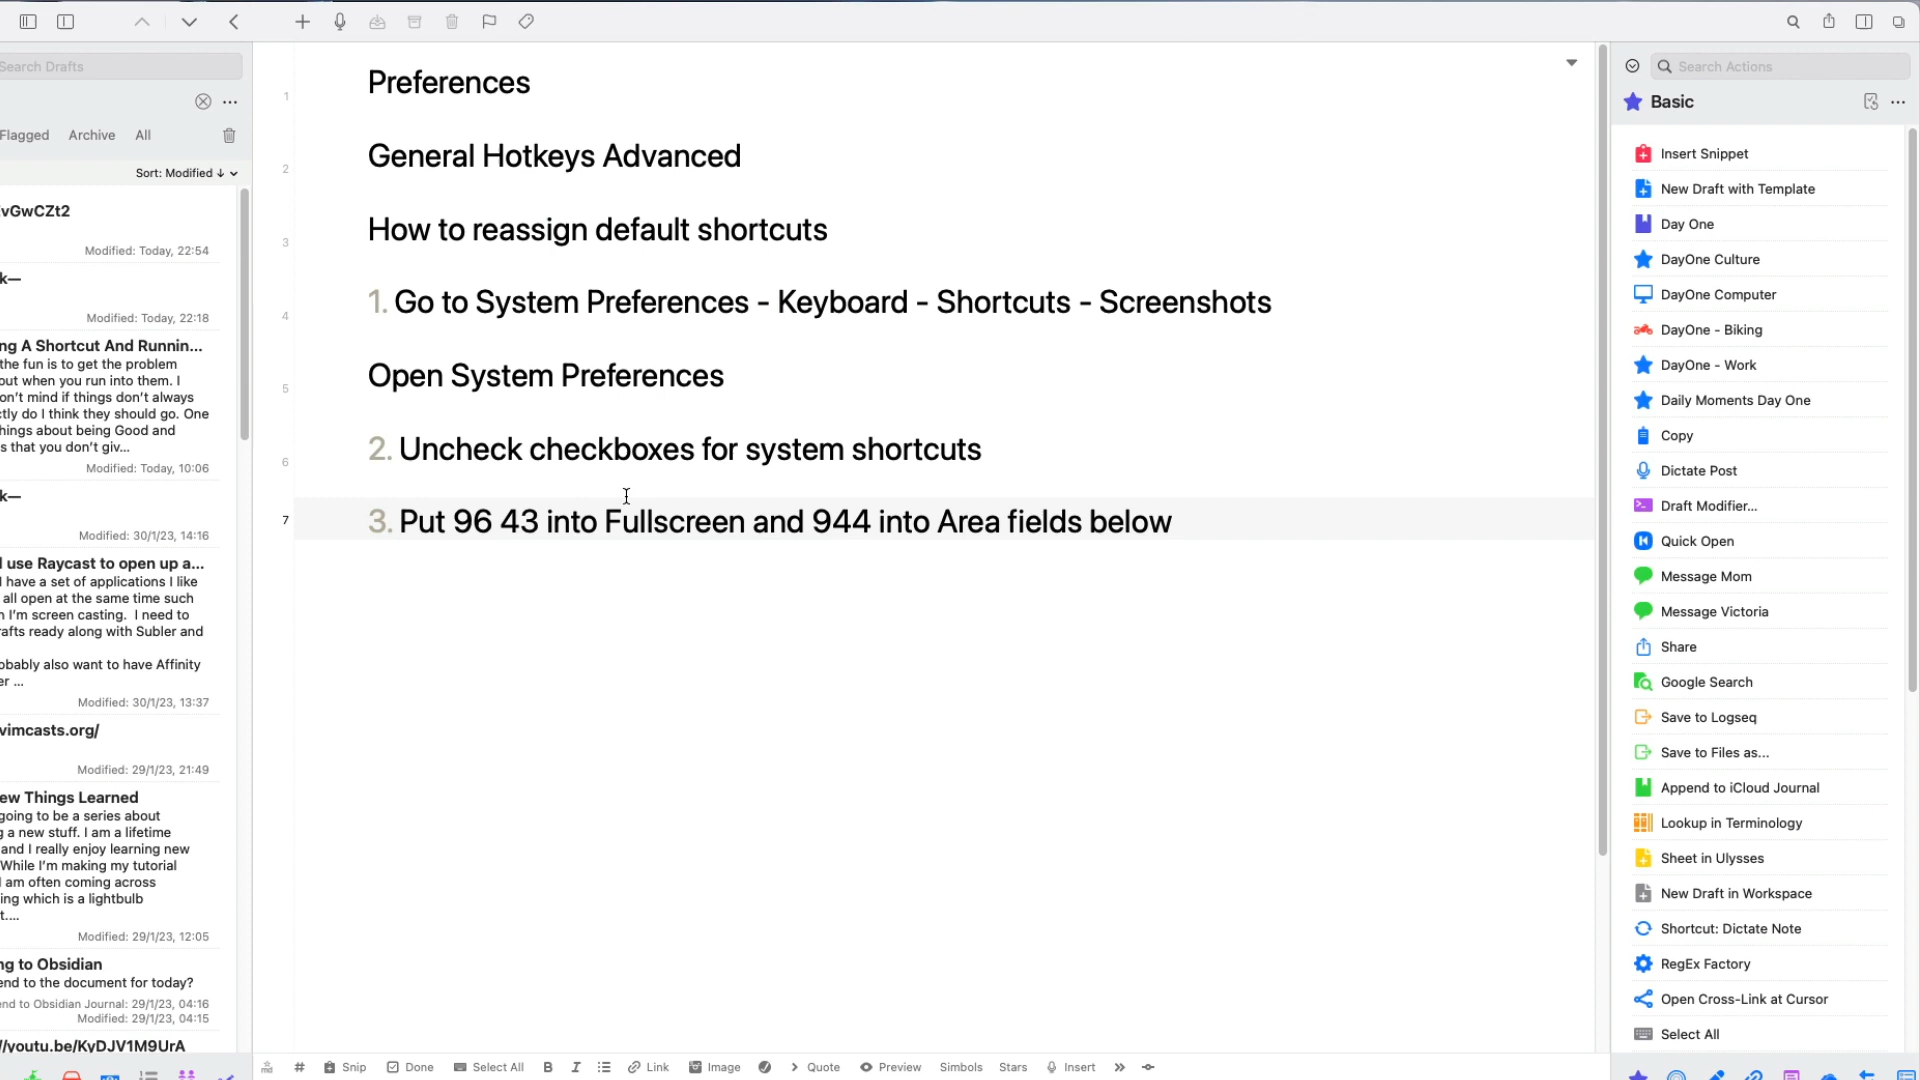 Search Drafts
Flagged Archive All
Sort: Modified ↓
vGwCZt2
Modified: Today, 22:54
k—
Modified: Today, 22:18
ng A Shortcut And Runnin...
the fun is to get the problem
out when you run into them. I
on't mind if things don't always
ctly do I think they should go. One
hings about being Good and
s that you don't giv...
Modified: Today, 10:06
k—
Modified: 30/1/23, 14:16
I use Raycast to open up a...
have a set of applications I like
all open at the same time such
n I'm screen casting. I need to
rafts ready along with Subler and
obably also want to have Affinity
er ...
Modified: 30/1/23, 13:37
vimcasts.org/
Modified: 29/1/23, 21:49
ew Things Learned
going to be a series about
g a new stuff. I am a lifetime
and I really enjoy learning new
While I'm making my tutorial
I am often coming across
ing which is a lightbulb
t....
Modified: 29/1/23, 12:05
ng to Obsidian
end to the document for today?
end to Obsidian Journal: 29/1/23, 04:16
Modified: 29/1/23, 04:15
//youtu.be/KyDJV1M9UrA
1 Preferences
2 General Hotkeys Advanced
3 How to reassign default shortcuts
4 1. Go to System Preferences - Keyboard - Shortcuts - Screenshots
5 Open System Preferences
6 2. Uncheck checkboxes for system shortcuts
7 3. Put 96 43 into Fullscreen and 944 into Area fields below
# Snip Done Select All B I Link Image Quote Preview Symbols Stars Insert
Search Actions
Basic
Insert Snippet
New Draft with Template
Day One
DayOne Culture
DayOne Computer
DayOne - Biking
DayOne - Work
Daily Moments Day One
Copy
Dictate Post
Draft Modifier...
Quick Open
Message Mom
Message Victoria
Share
Google Search
Save to Logseq
Save to Files as...
Append to iCloud Journal
Lookup in Terminology
Sheet in Ulysses
New Draft in Workspace
Shortcut: Dictate Note
RegEx Factory
Open Cross-Link at Cursor
Select All